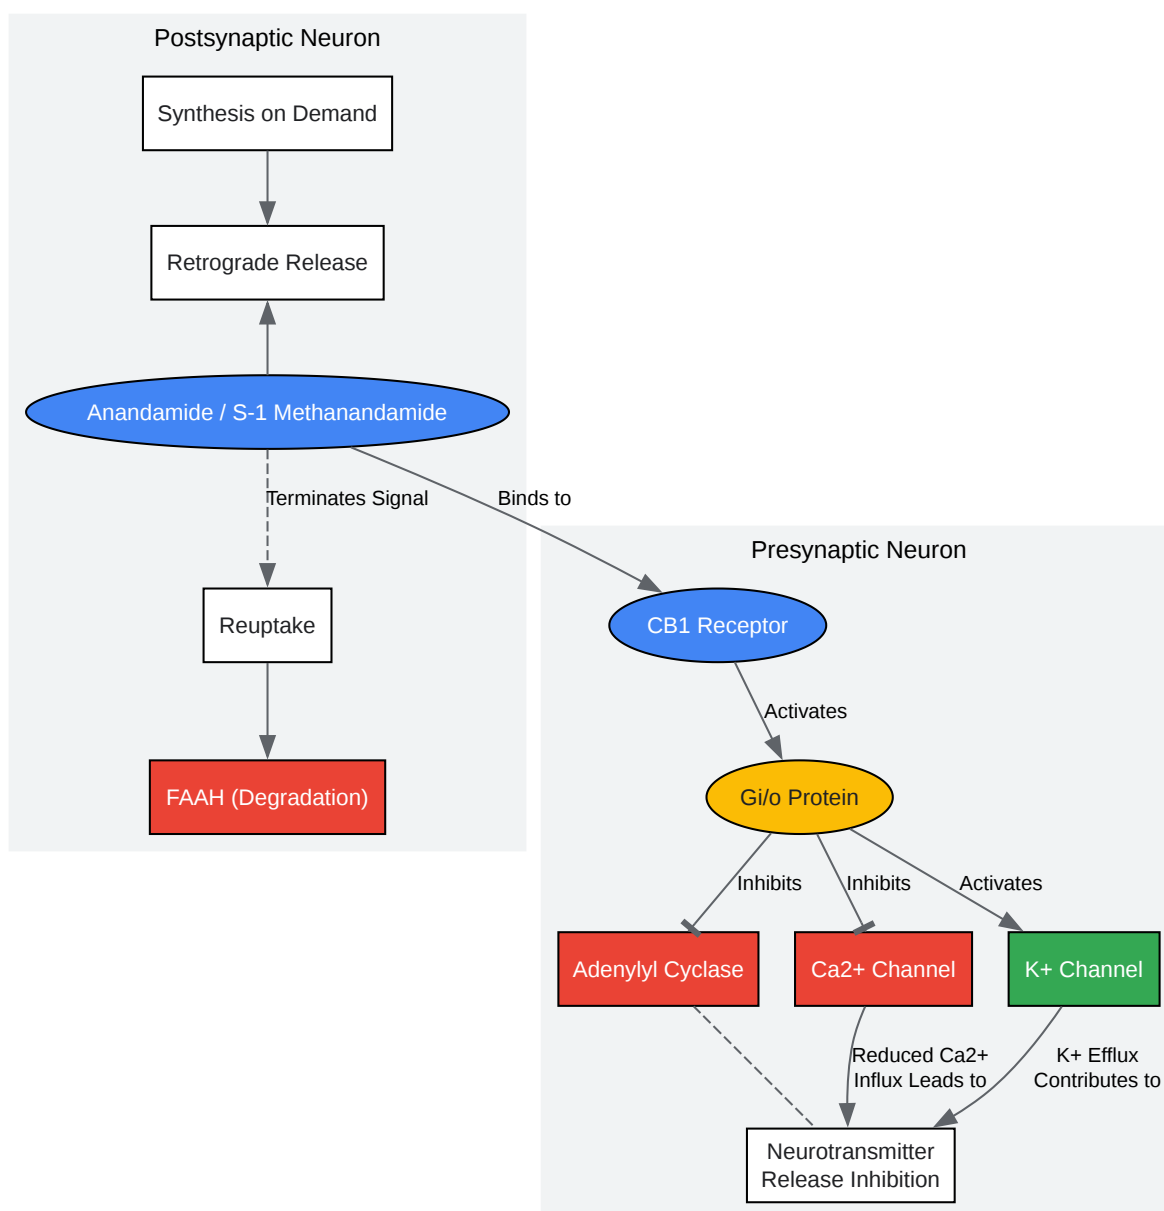 Postsynaptic Neuron
Synthesis on Demand
Retrograde Release
Anandamide / S-1 Methanandamide
Terminates Signal
Binds to
Reuptake
FAAH (Degradation)
Presynaptic Neuron
CB1 Receptor
Activates
Gi/o Protein
Inhibits
Inhibits
Activates
Adenylyl Cyclase
Ca2+ Channel
K+ Channel
Reduced Ca2+
Influx Leads to
K+ Efflux
Contributes to
Neurotransmitter
Release Inhibition